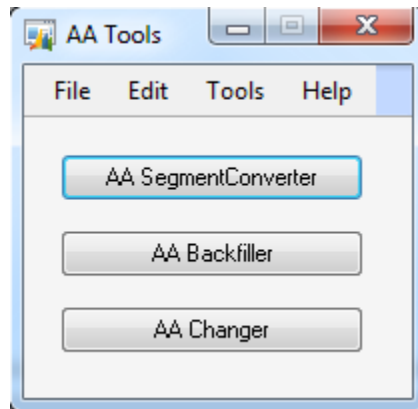 AA Tools
File Edit Tools Help
AA SegmentConverter
AA Backfiller
AA Changer